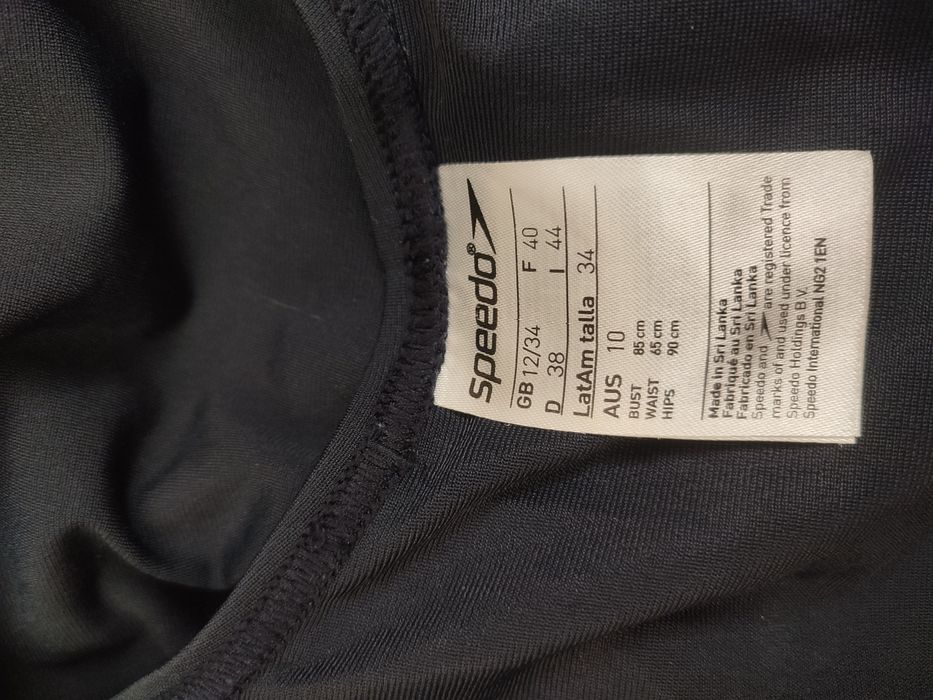 speedo®
GB 12/34 F 40
D 38 I 44
LatAm talla 34
AUS 10
BUST 85 cm
WAIST 65 cm
HIPS 90 cm
Made in Sri Lanka
Fabriqué au Sri Lanka
Fabricado en Sri Lanka
Speedo and are registered Trade
marks of and used under licence from
Speedo Holdings B.V.
Speedo International NG2 1EN